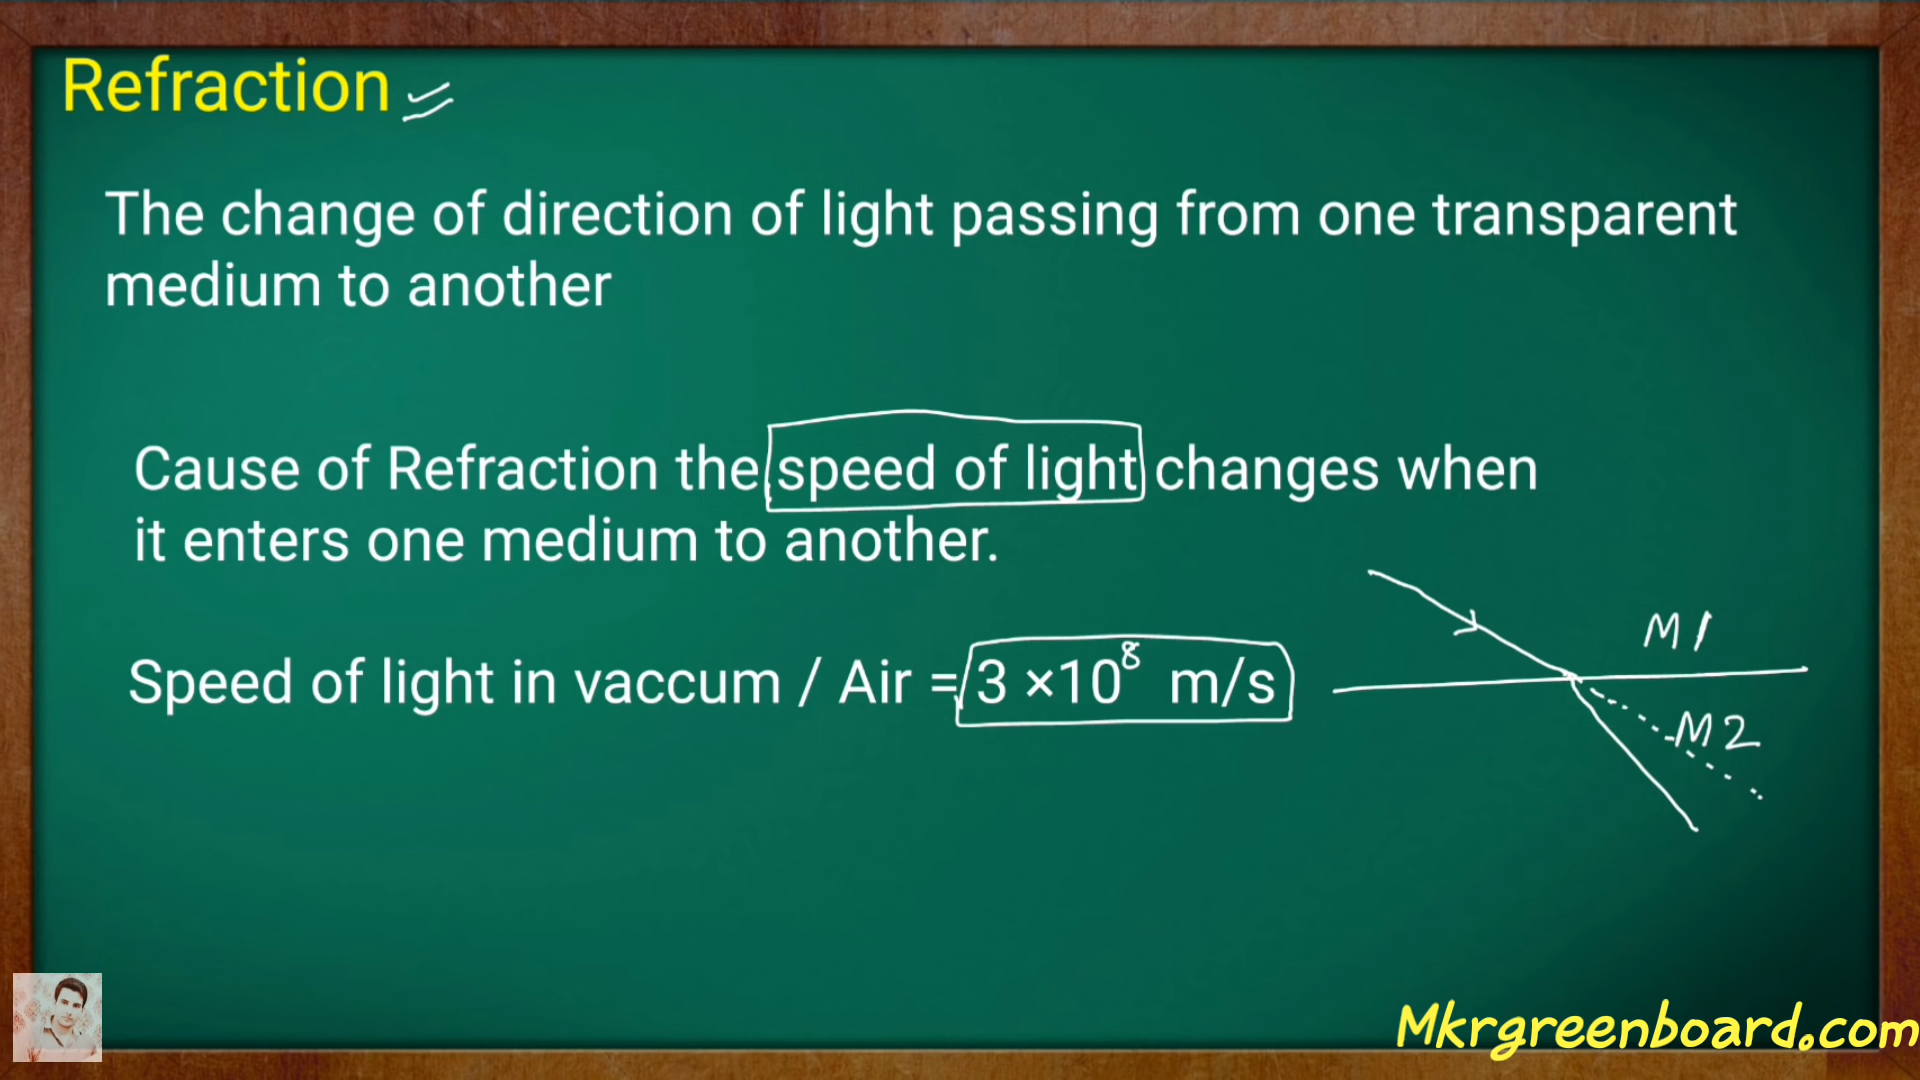 Refraction
The change of direction of light passing from one transparent
medium to another
Cause of Refraction the speed of light changes when
it enters one medium to another.
Speed of light in vaccum / Air = 3 ×10⁸ m/s
M1
M2
Mkrgreenboard.com